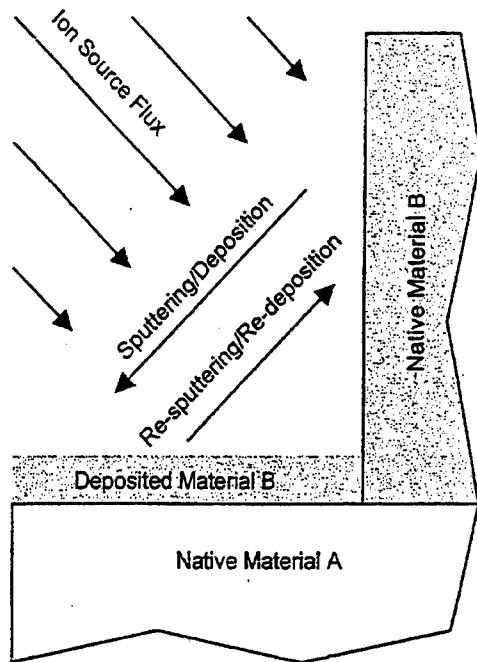 Ion Source Flux
Sputtering/Deposition
Re-sputtering/Re-deposition
Native Material B
Deposited Material B
Native Material A